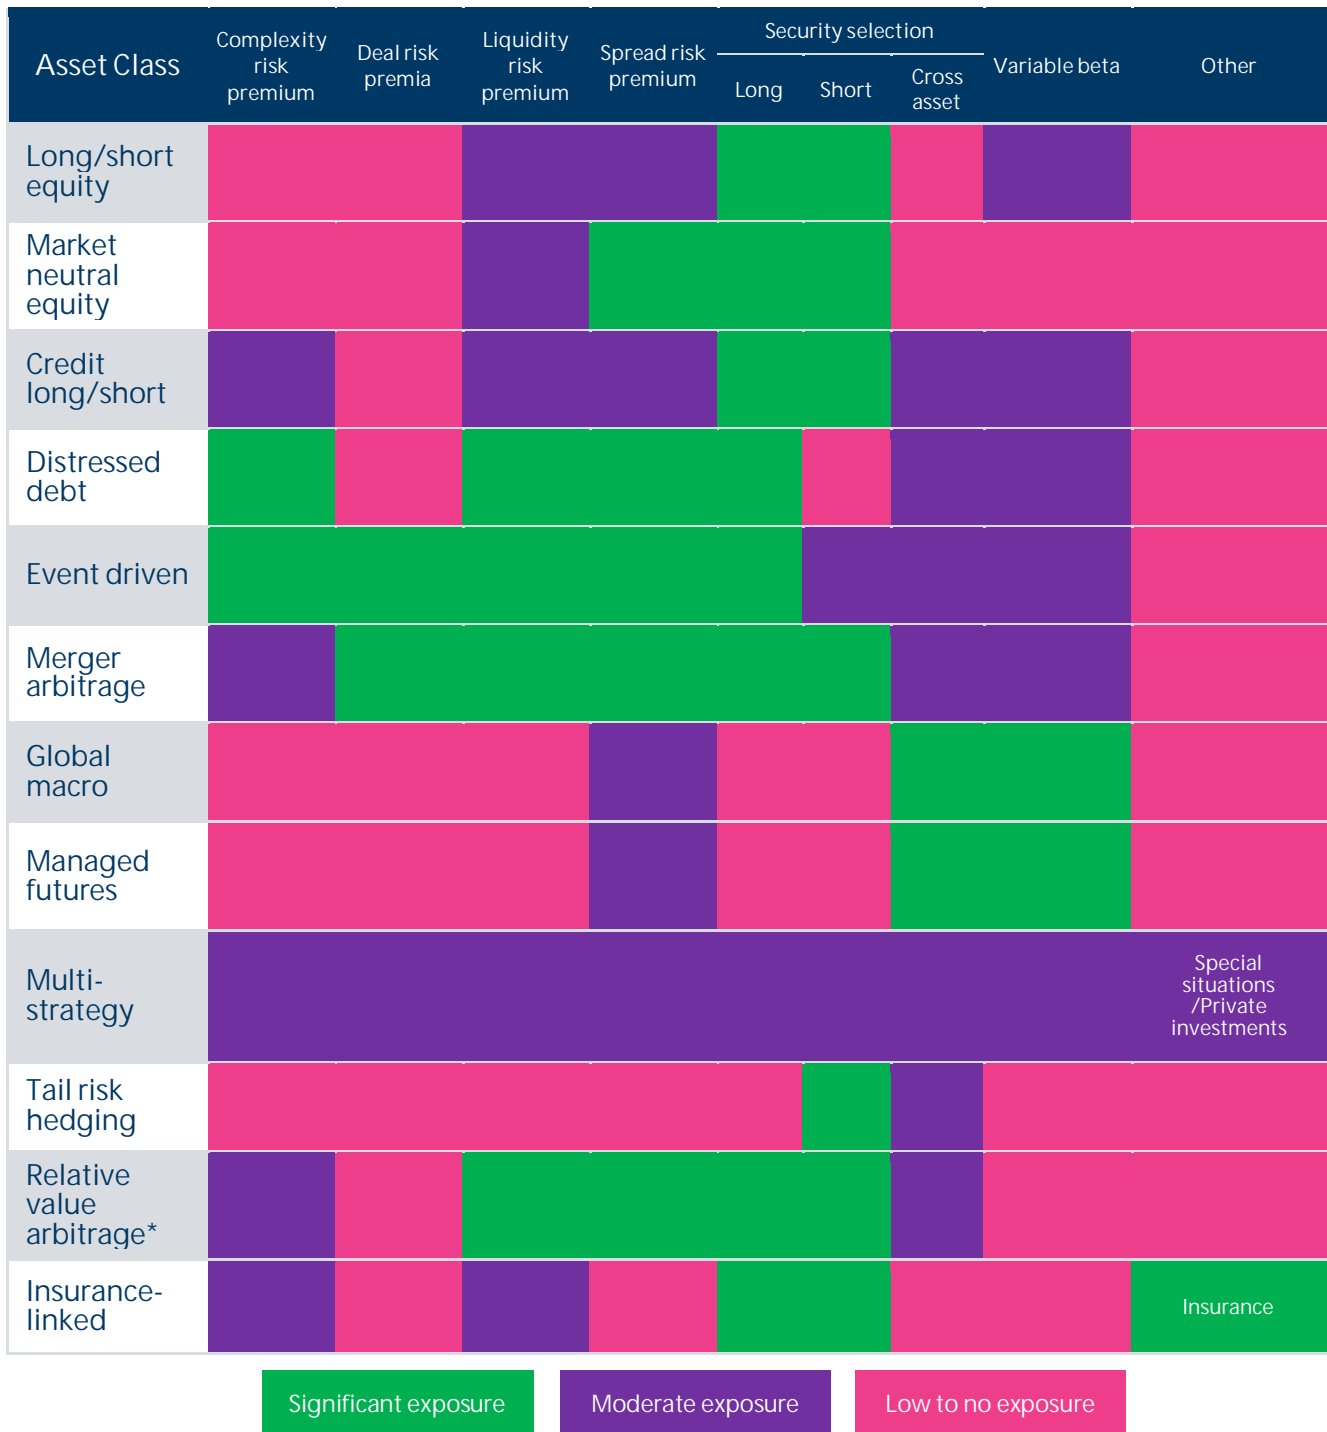 Asset Class
Complexity
risk
premium
Deal risk
premia
Liquidity
risk
premium
Spread risk
premium
Security selection
Long
Short
Cross
asset
Variable beta
Other
Long/short
equity
Market
neutral
equity
Credit
long/short
Distressed
debt
Event driven
Merger
arbitrage
Global
macro
Managed
futures
Multi-
strategy
Special
situations
/Private
investments
Tail risk
hedging
Relative
value
arbitrage*
Insurance-
linked
Insurance
Significant exposure
Moderate exposure
Low to no exposure